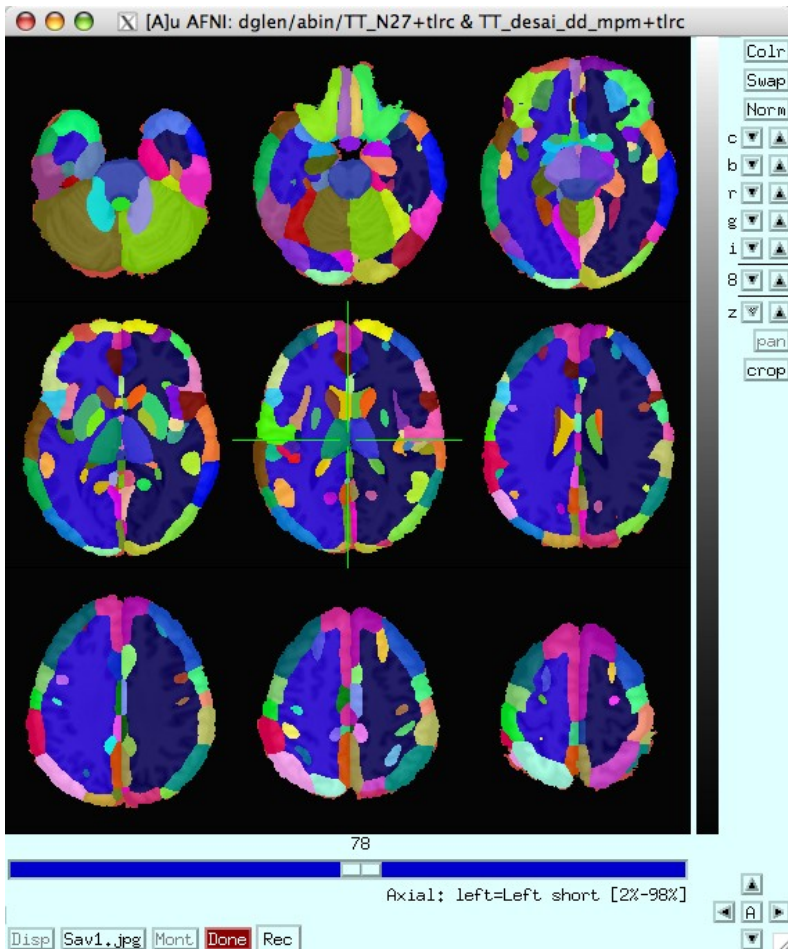 X [A]u AFNI: dglen/abin/TT_N27+tlrc & TT_desai_dd_mpm+tlrc
Colr
Swap
Norm
c
b
r
g
i
8
z
pan
crop
78
Axial: left=Left short [2%-98%]
A
Disp Sav1.jpg Mont Done Rec